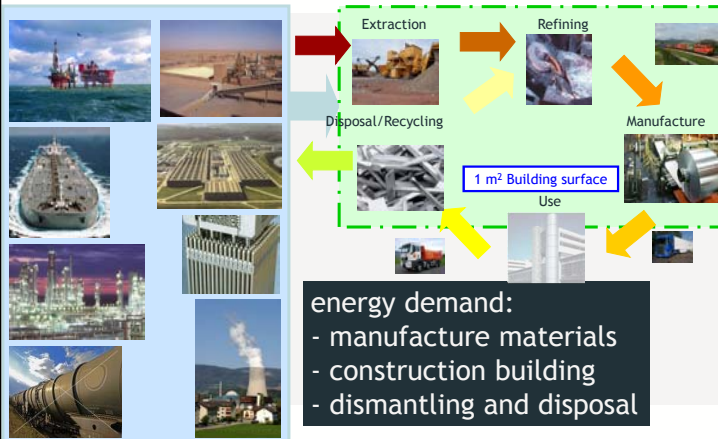 Extraction
Refining
Disposal/Recycling
Manufacture
1 m² Building surface
Use
energy demand:
- manufacture materials
- construction building
- dismantling and disposal